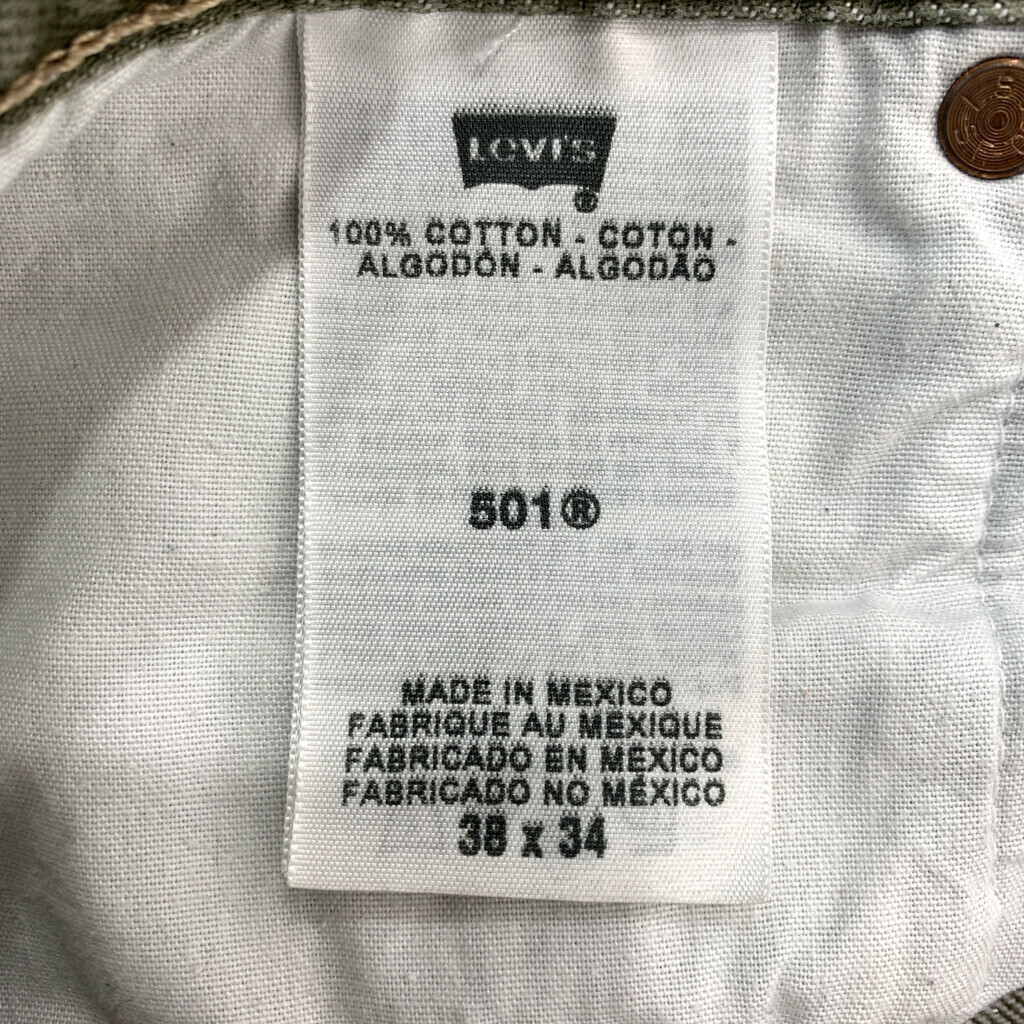 Levi's
®
100% COTTON - COTON -
ALGODÓN - ALGODÃO
501®
MADE IN MEXICO
FABRIQUE AU MEXIQUE
FABRICADO EN MÉXICO
FABRICADO NO MÉXICO
38 x 34